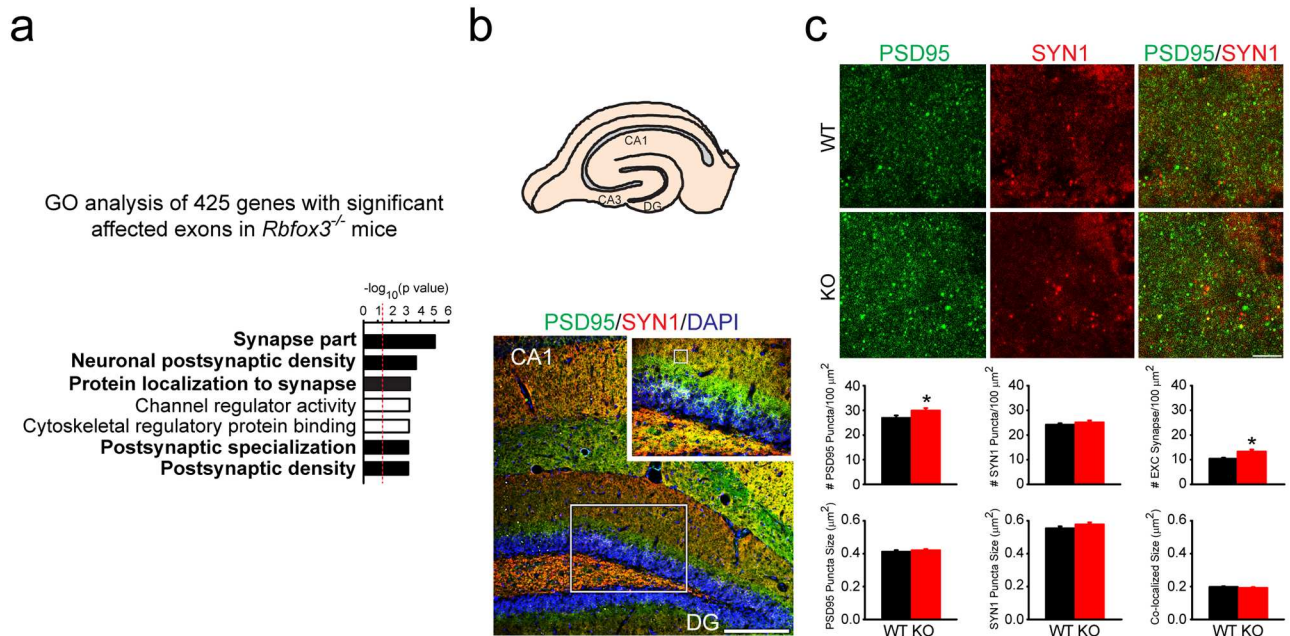 a
GO analysis of 425 genes with significant
affected exons in Rbfox3-/- mice
-log10(p value)
0 1 2 3 4 5 6
Synapse part
Neuronal postsynaptic density
Protein localization to synapse
Channel regulator activity
Cytoskeletal regulatory protein binding
Postsynaptic specialization
Postsynaptic density
b
CA1
CA3
DG
PSD95/SYN1/DAPI
CA1
DG
c
PSD95 SYN1 PSD95/SYN1
WT
KO
# PSD95 Puncta/100 μm2
40
30
20
10
0
*
# SYN1 Puncta/100 μm2
40
30
20
10
0
# EXC Synapse/100 μm2
40
30
20
10
0
*
PSD95 Puncta Size (μm2)
0.6
0.4
0.2
0.0
WT KO
SYN1 Puncta Size (μm2)
0.6
0.4
0.2
0.0
WT KO
Co-localized Size (μm2)
0.6
0.4
0.2
0.0
WT KO